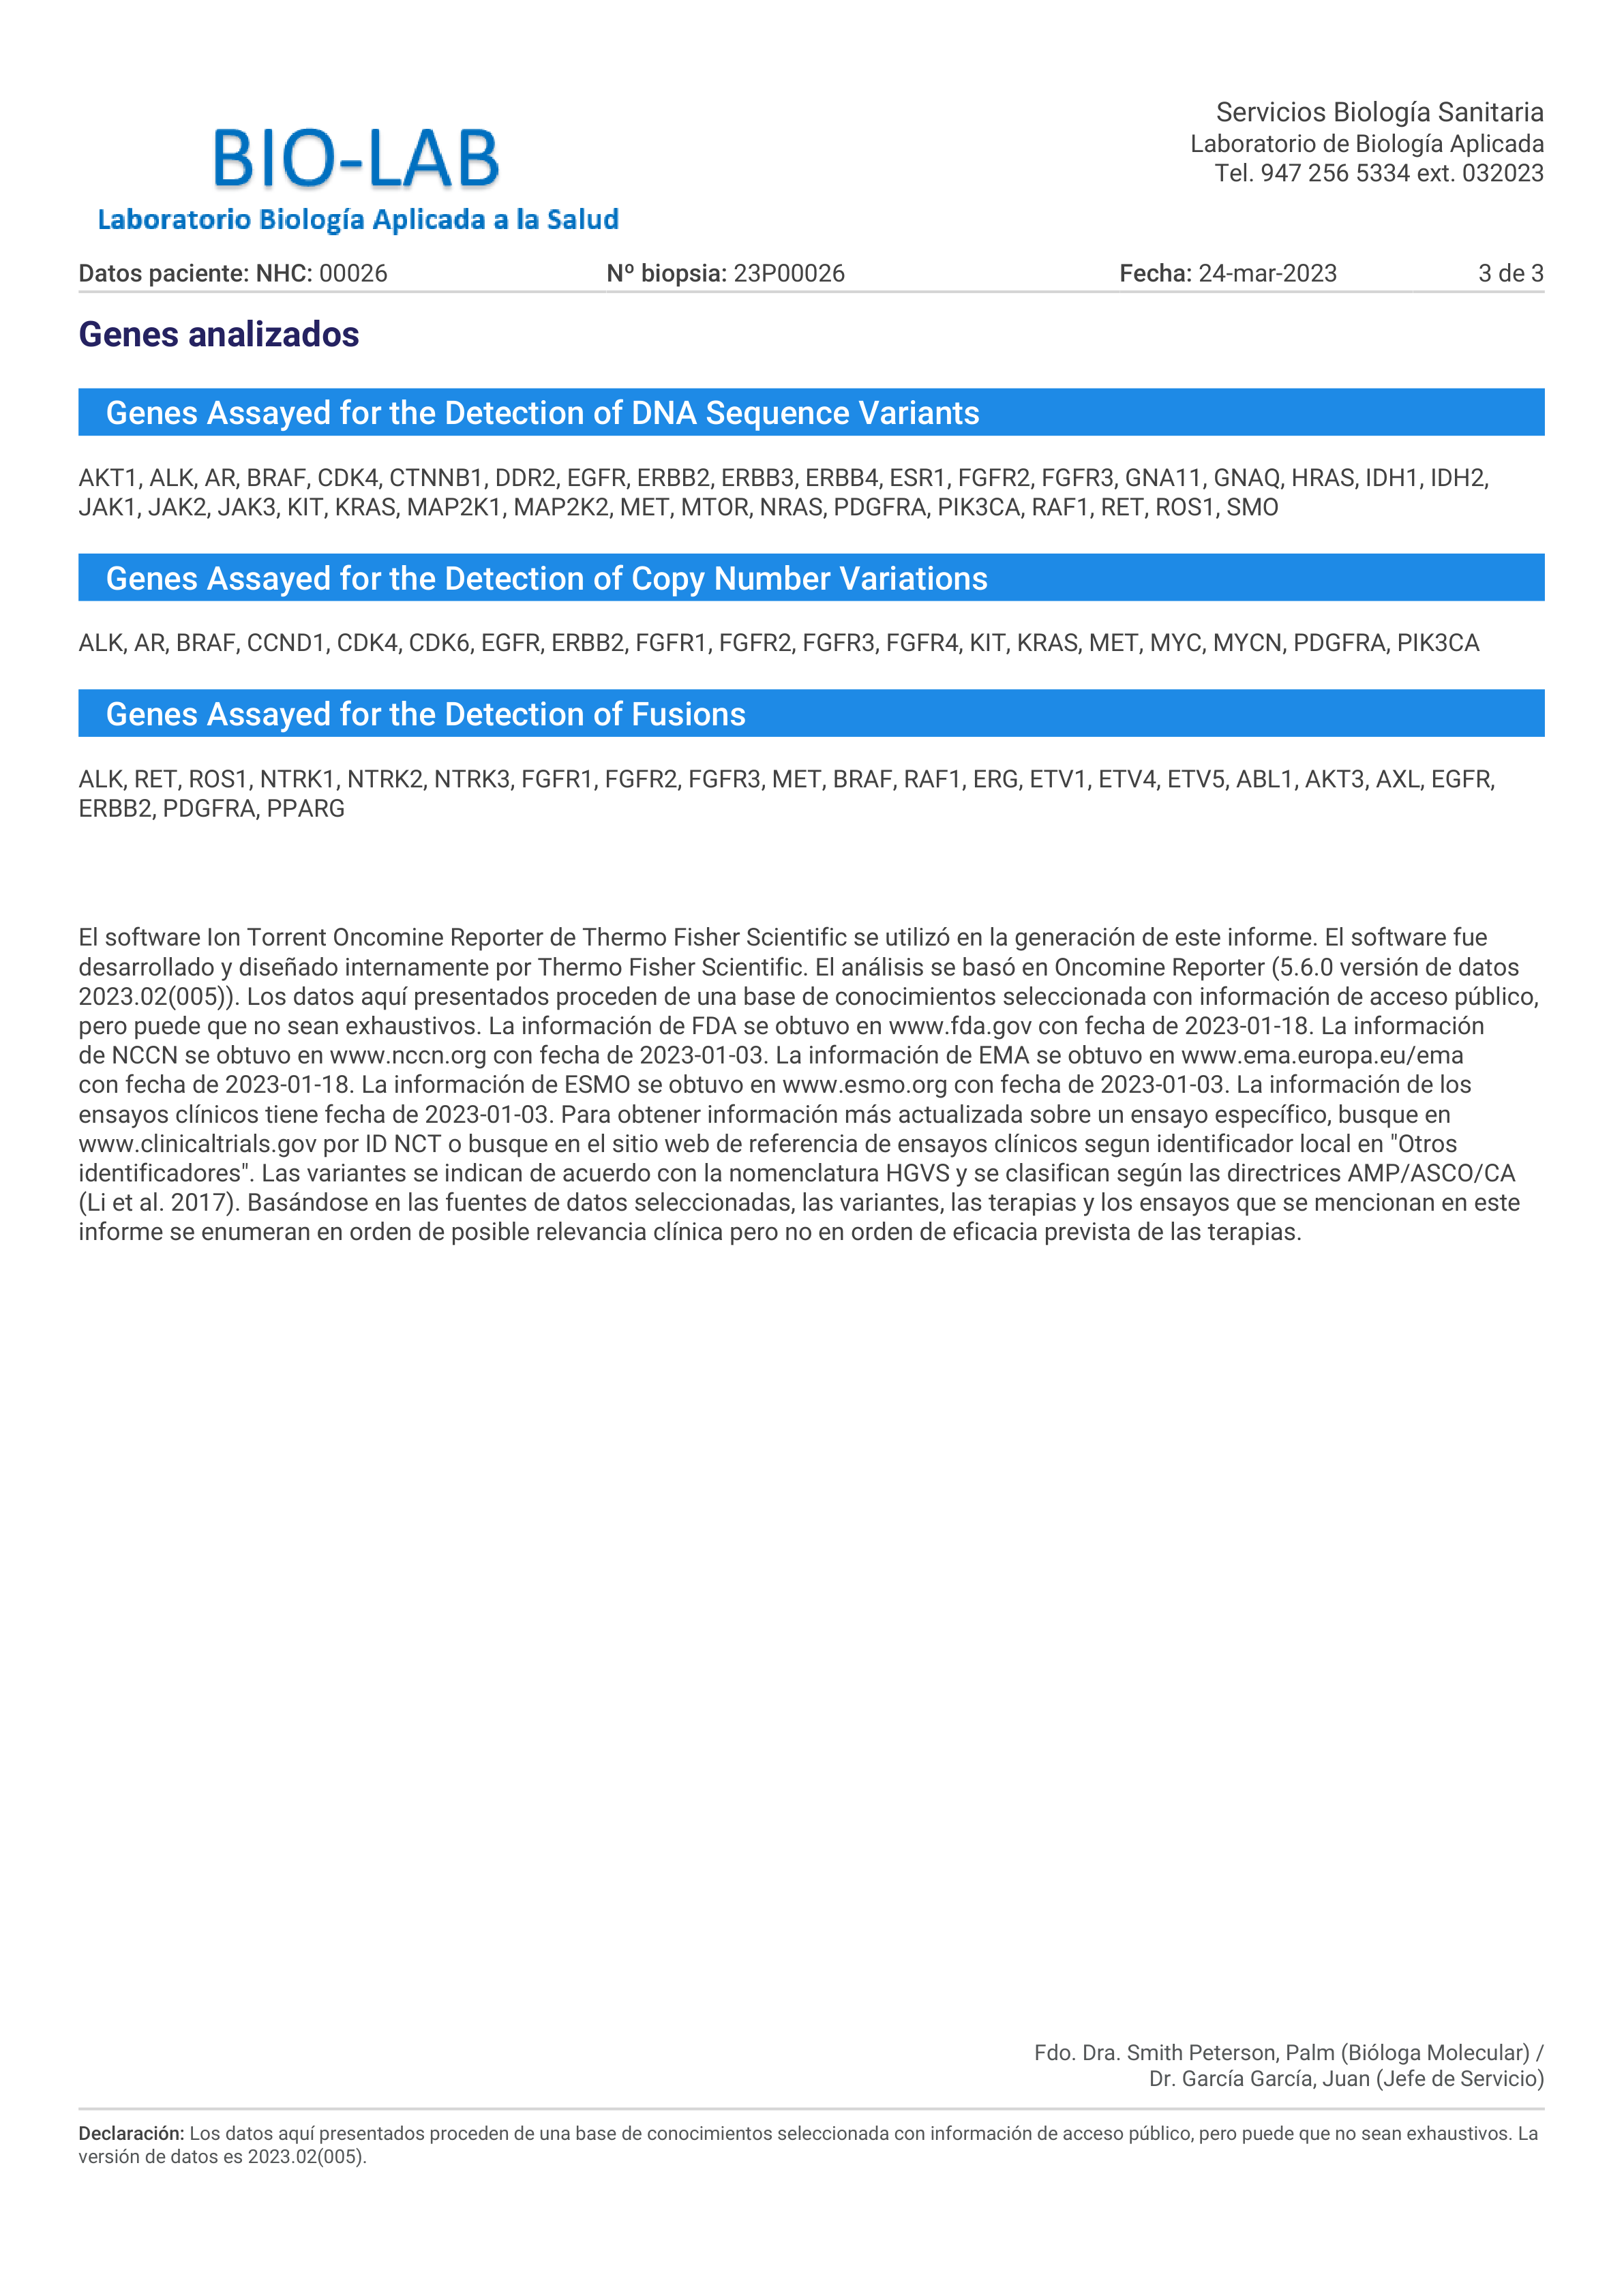 BIO-LAB
Laboratorio Biología Aplicada a la Salud
Servicios Biología Sanitaria
Laboratorio de Biología Aplicada
Tel. 947 256 5334 ext. 032023
Datos paciente: NHC: 00026 Nº biopsia: 23P00026 Fecha: 24-mar-2023 3 de 3
Genes analizados
Genes Assayed for the Detection of DNA Sequence Variants
AKT1, ALK, AR, BRAF, CDK4, CTNNB1, DDR2, EGFR, ERBB2, ERBB3, ERBB4, ESR1, FGFR2, FGFR3, GNA11, GNAQ, HRAS, IDH1, IDH2,
JAK1, JAK2, JAK3, KIT, KRAS, MAP2K1, MAP2K2, MET, MTOR, NRAS, PDGFRA, PIK3CA, RAF1, RET, ROS1, SMO
Genes Assayed for the Detection of Copy Number Variations
ALK, AR, BRAF, CCND1, CDK4, CDK6, EGFR, ERBB2, FGFR1, FGFR2, FGFR3, FGFR4, KIT, KRAS, MET, MYC, MYCN, PDGFRA, PIK3CA
Genes Assayed for the Detection of Fusions
ALK, RET, ROS1, NTRK1, NTRK2, NTRK3, FGFR1, FGFR2, FGFR3, MET, BRAF, RAF1, ERG, ETV1, ETV4, ETV5, ABL1, AKT3, AXL, EGFR,
ERBB2, PDGFRA, PPARG
El software Ion Torrent Oncomine Reporter de Thermo Fisher Scientific se utilizó en la generación de este informe. El software fue
desarrollado y diseñado internamente por Thermo Fisher Scientific. El análisis se basó en Oncomine Reporter (5.6.0 versión de datos
2023.02(005)). Los datos aquí presentados proceden de una base de conocimientos seleccionada con información de acceso público,
pero puede que no sean exhaustivos. La información de FDA se obtuvo en www.fda.gov con fecha de 2023-01-18. La información
de NCCN se obtuvo en www.nccn.org con fecha de 2023-01-03. La información de EMA se obtuvo en www.ema.europa.eu/ema
con fecha de 2023-01-18. La información de ESMO se obtuvo en www.esmo.org con fecha de 2023-01-03. La información de los
ensayos clínicos tiene fecha de 2023-01-03. Para obtener información más actualizada sobre un ensayo específico, busque en
www.clinicaltrials.gov por ID NCT o busque en el sitio web de referencia de ensayos clínicos segun identificador local en "Otros
identificadores". Las variantes se indican de acuerdo con la nomenclatura HGVS y se clasifican según las directrices AMP/ASCO/CA
(Li et al. 2017). Basándose en las fuentes de datos seleccionadas, las variantes, las terapias y los ensayos que se mencionan en este
informe se enumeran en orden de posible relevancia clínica pero no en orden de eficacia prevista de las terapias.
Fdo. Dra. Smith Peterson, Palm (Bióloga Molecular) /
Dr. García García, Juan (Jefe de Servicio)
Declaración: Los datos aquí presentados proceden de una base de conocimientos seleccionada con información de acceso público, pero puede que no sean exhaustivos. La
versión de datos es 2023.02(005).